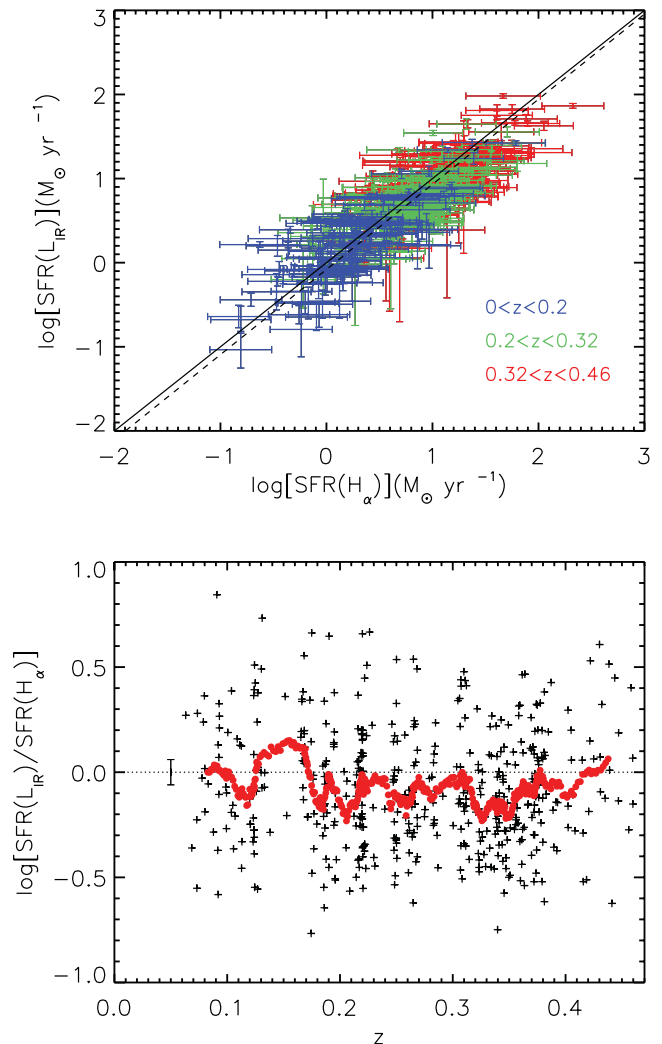 3
2
1
0
−1
−2
log[SFR(L_IR)](M_⊙ yr ⁻¹)
0<z<0.2
0.2<z<0.32
0.32<z<0.46
−2 −1 0 1 2 3
log[SFR(H_α)](M_⊙ yr ⁻¹)
1.0
0.5
0.0
−0.5
−1.0
log[SFR(L_IR)/SFR(H_α)]
0.0 0.1 0.2 0.3 0.4
z